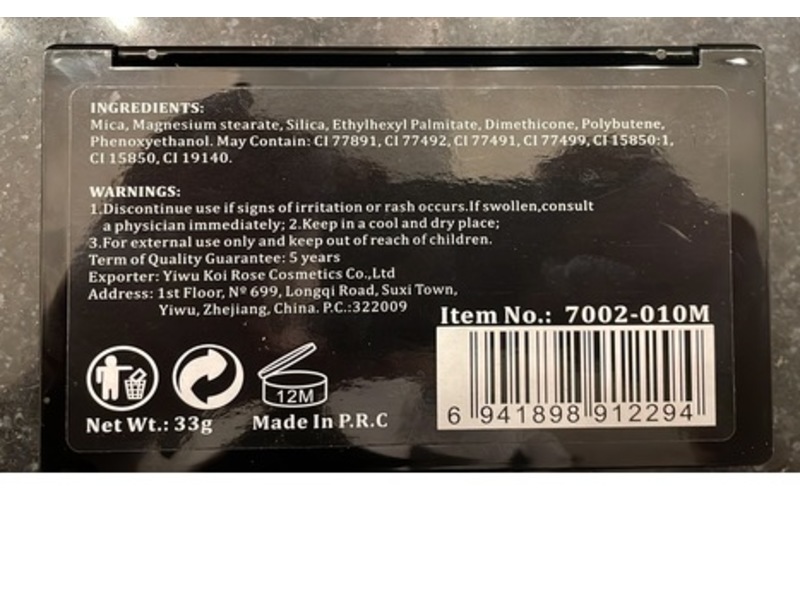 INGREDIENTS:
Mica, Magnesium stearate, Silica, Ethylhexyl Palmitate, Dimethicone, Polybutene,
Phenoxyethanol. May Contain: CI 77891, CI 77492, CI 77491, CI 77499, CI 15850:1,
CI 15850, CI 19140.
WARNINGS:
1.Discontinue use if signs of irritation or rash occurs.If swollen,consult
a physician immediately; 2.Keep in a cool and dry place;
3.For external use only and keep out of reach of children.
Term of Quality Guarantee: 5 years
Exporter: Yiwu Koi Rose Cosmetics Co.,Ltd
Address: 1st Floor, Nº 699, Longqi Road, Suxi Town,
Yiwu, Zhejiang, China. P.C.:322009
Item No.: 7002-010M
12M
6 941898 912294
Net Wt.: 33g
Made In P.R.C